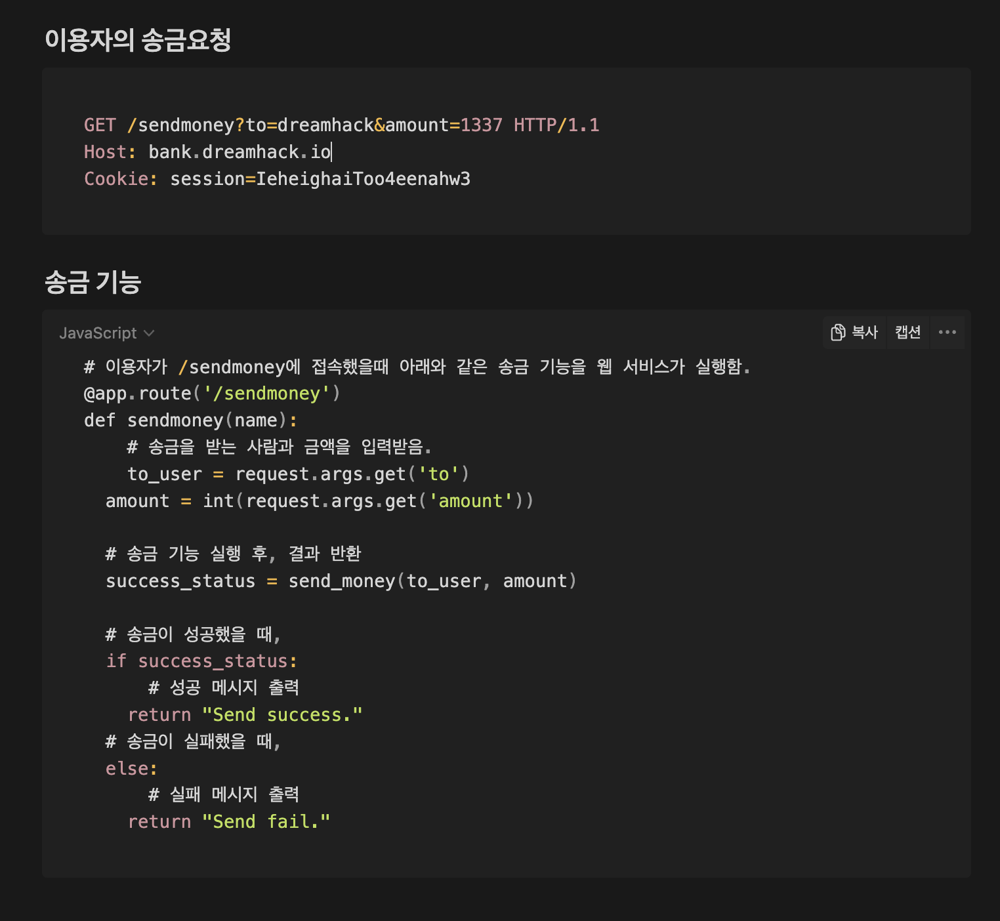 이용자의 송금요청
GET /sendmoney?to=dreamhack&amount=1337 HTTP/1.1
Host: bank.dreamhack.io
Cookie: session=IeheighaiToo4eenahw3
송금 기능
JavaScript
복사 캡션 ···
# 이용자가 /sendmoney에 접속했을때 아래와 같은 송금 기능을 웹 서비스가 실행함.
@app.route('/sendmoney')
def sendmoney(name):
    # 송금을 받는 사람과 금액을 입력받음.
    to_user = request.args.get('to')
  amount = int(request.args.get('amount'))
  # 송금 기능 실행 후, 결과 반환
  success_status = send_money(to_user, amount)
  # 송금이 성공했을 때,
  if success_status:
      # 성공 메시지 출력
    return "Send success."
  # 송금이 실패했을 때,
  else:
      # 실패 메시지 출력
    return "Send fail."